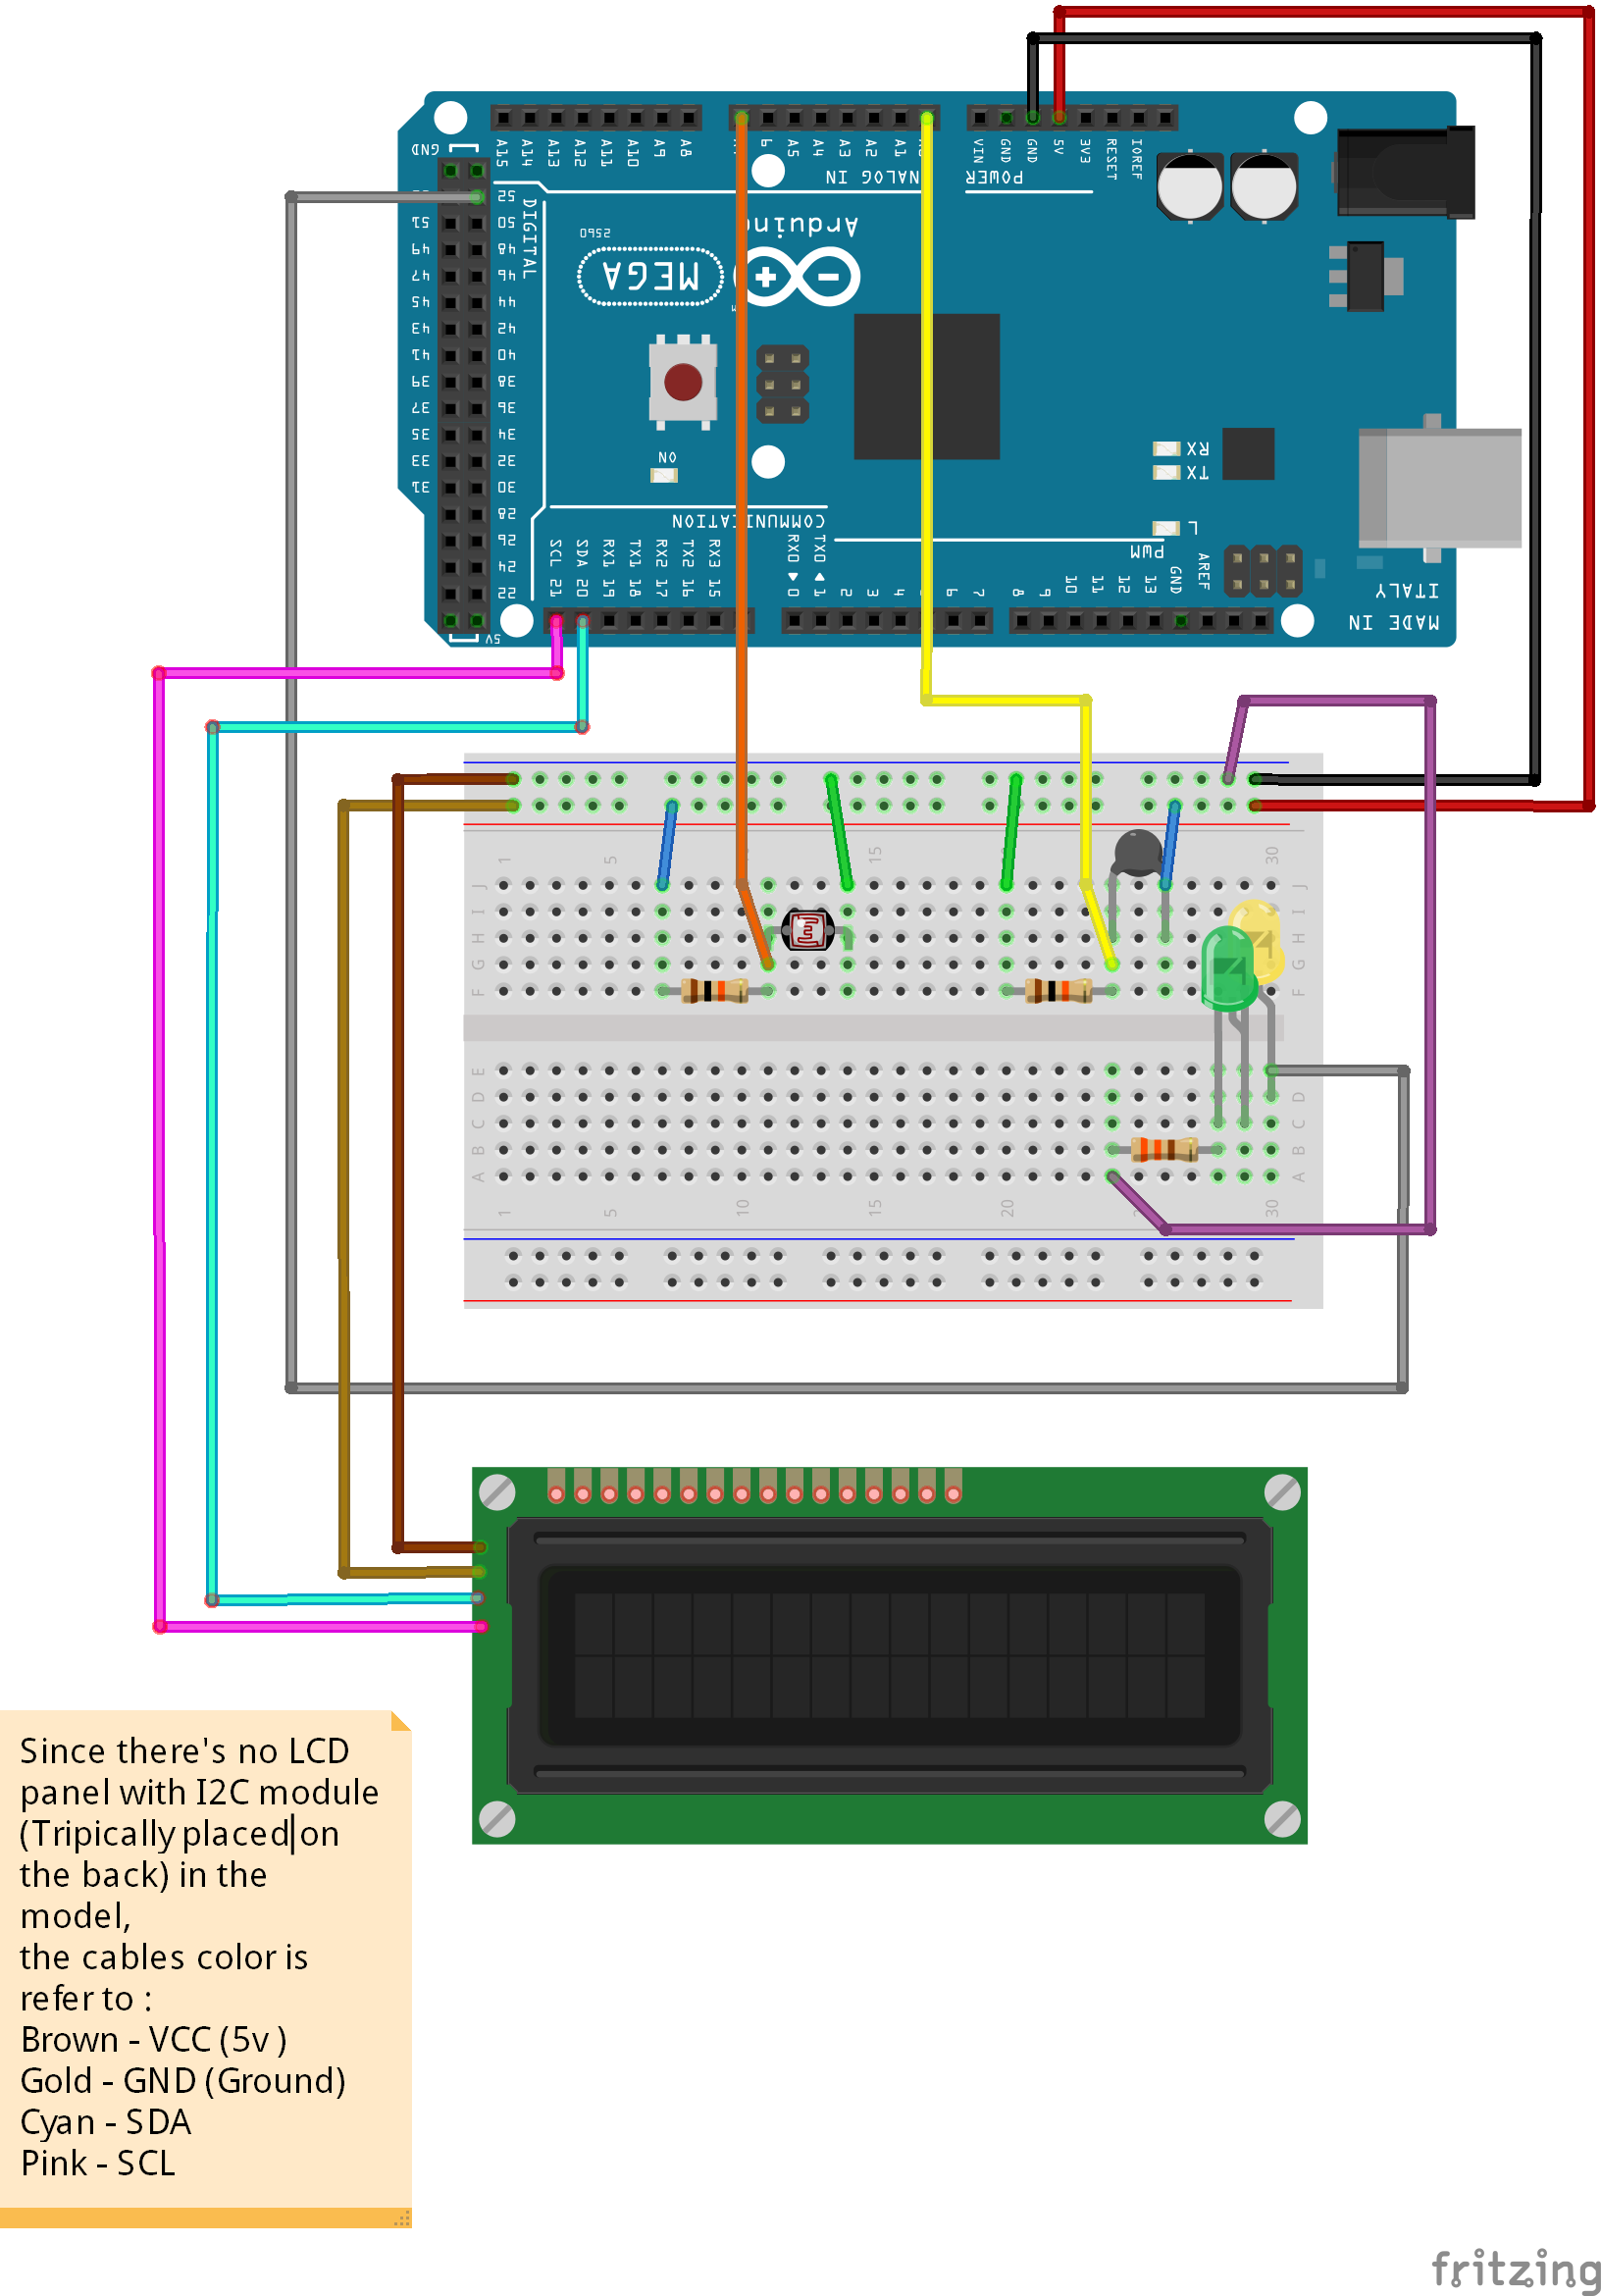 A15
A14
A13
A12
A11
A10
A9
A8
A5
A4
A3
A2
A1
VIN
GND
GND
5V
3V3
RESET
IOREF
GND
ANALOG IN
POWER
DIGITAL
52
51
50
49
48
47
46
45
44
43
42
41
40
39
38
37
36
35
34
33
32
31
30
28
26
24
22
5V
2560
MEGA
Arduino
ON
RX
TX
L
COMMUNICATION
PWM
SCL 21
SDA 20
RX1 19
TX1 18
RX2 17
TX2 16
RX3 15
RX0 0
TX0 1
2
3
4
6
7
8
9
10
11
12
13
GND
AREF
MADE IN
ITALY
1
5
15
30
J
I
H
G
F
E
D
C
B
A
J
I
H
G
F
D
C
B
A
1
5
10
15
20
30
Since there's no LCD
panel with I2C module
(Tripically placed on
the back) in the
model,
the cables color is
refer to :
Brown - VCC (5v )
Gold - GND (Ground)
Cyan - SDA
Pink - SCL
fritzing